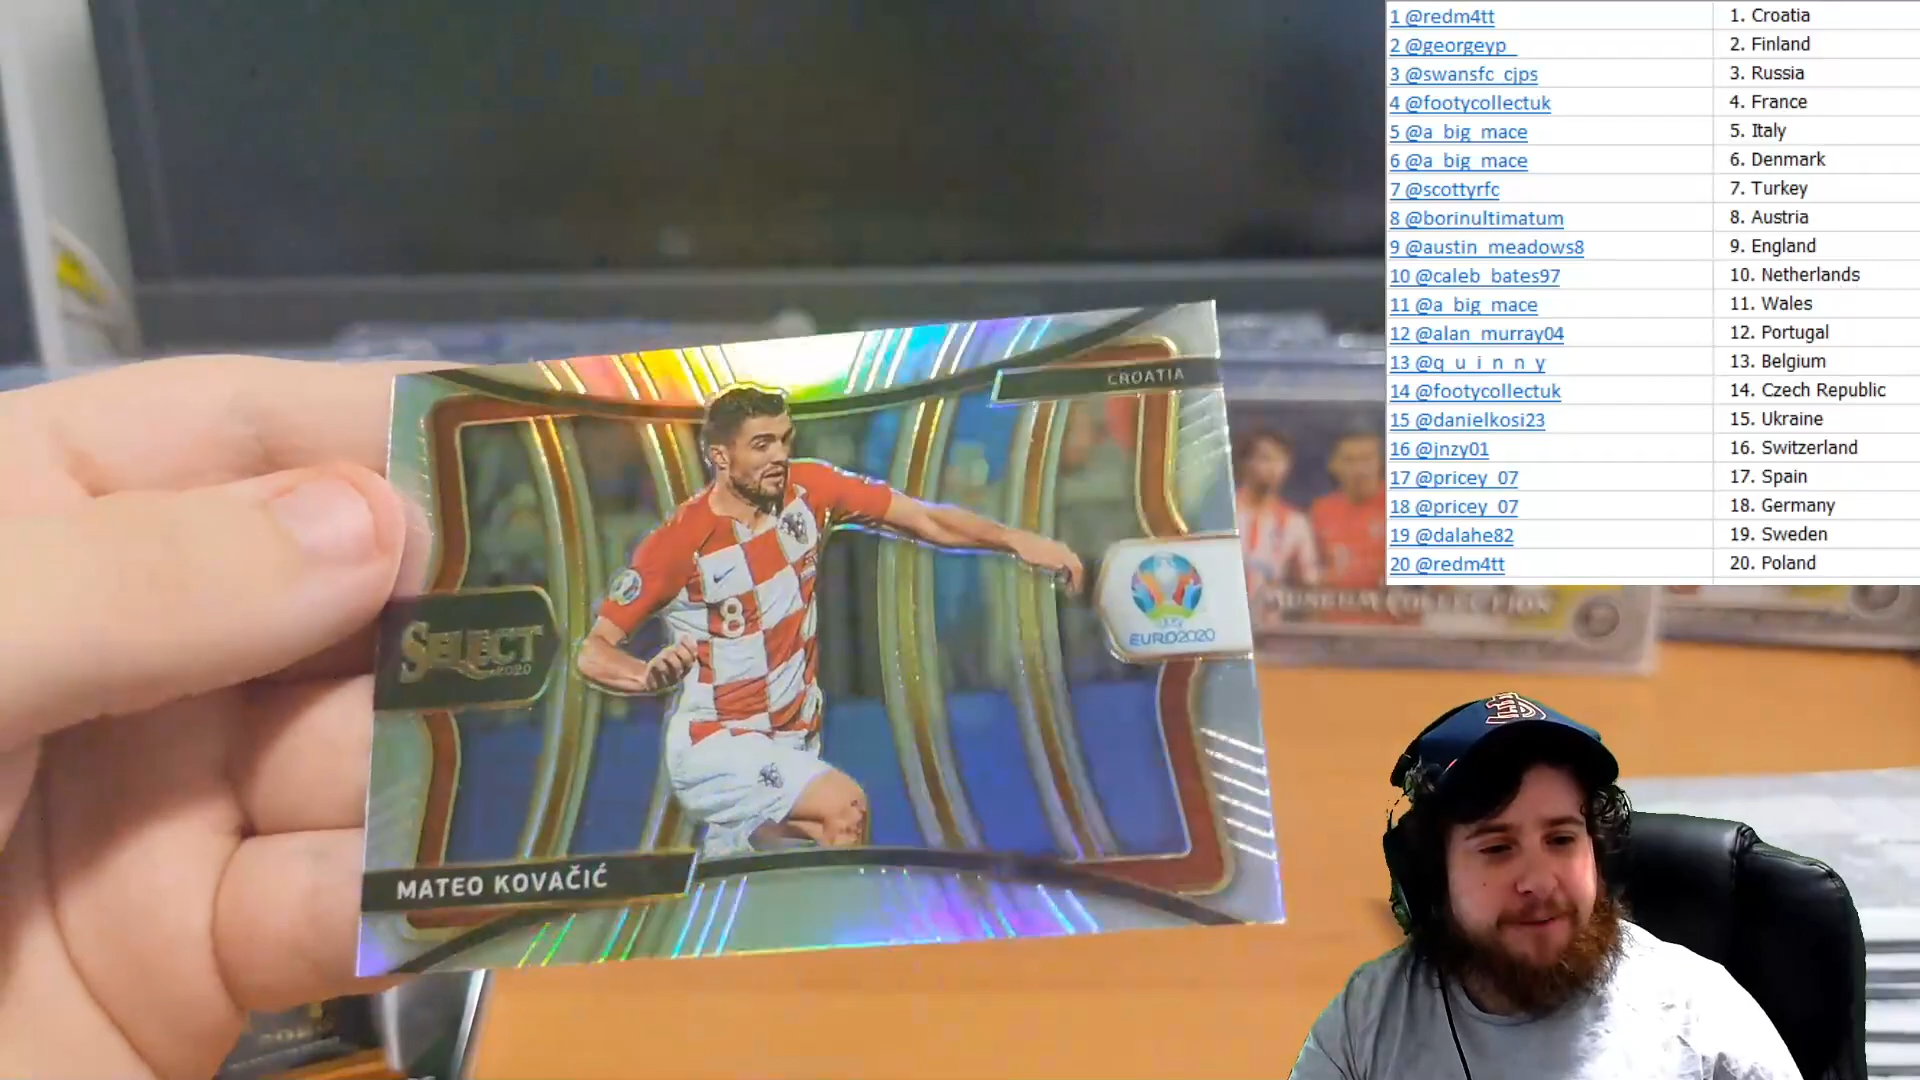 1 @redm4tt 1. Croatia
2 @georgeyp_ 2. Finland
3 @swansfc_cjps 3. Russia
4 @footycollectuk 4. France
5 @a_big_mace 5. Italy
6 @a_big_mace 6. Denmark
7 @scottyrfc 7. Turkey
8 @borinultimatum 8. Austria
9 @austin_meadows8 9. England
10 @caleb_bates97 10. Netherlands
11 @a_big_mace 11. Wales
12 @alan_murray04 12. Portugal
13 @q_u_i_n_n_y 13. Belgium
14 @footycollectuk 14. Czech Republic
15 @danielkosi23 15. Ukraine
16 @jnzy01 16. Switzerland
17 @pricey_07 17. Spain
18 @pricey_07 18. Germany
19 @dalahe82 19. Sweden
20 @redm4tt 20. Poland
CROATIA
8
SELECT
2020
EURO2020
MATEO KOVAČIĆ
MUSEUM COLLECTION